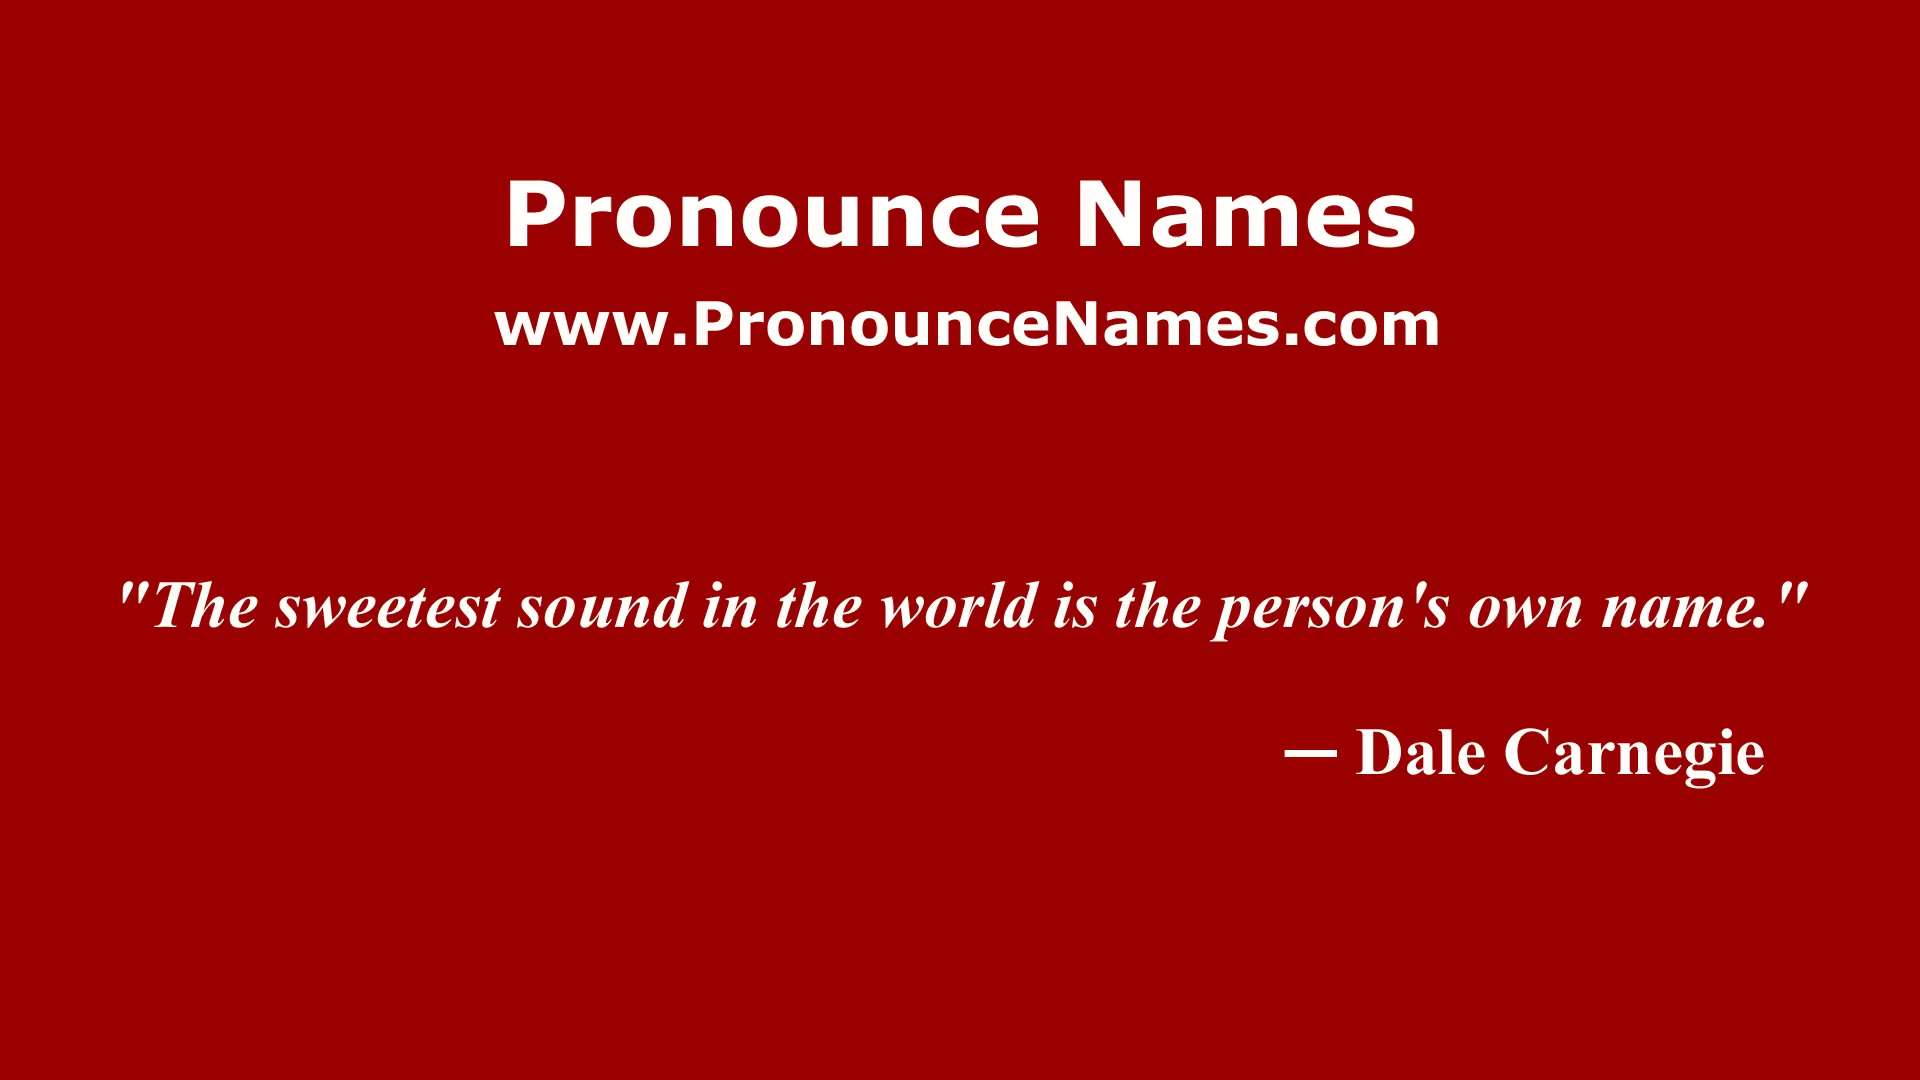 Pronounce Names
www.PronounceNames.com
"The sweetest sound in the world is the person's own name."
— Dale Carnegie